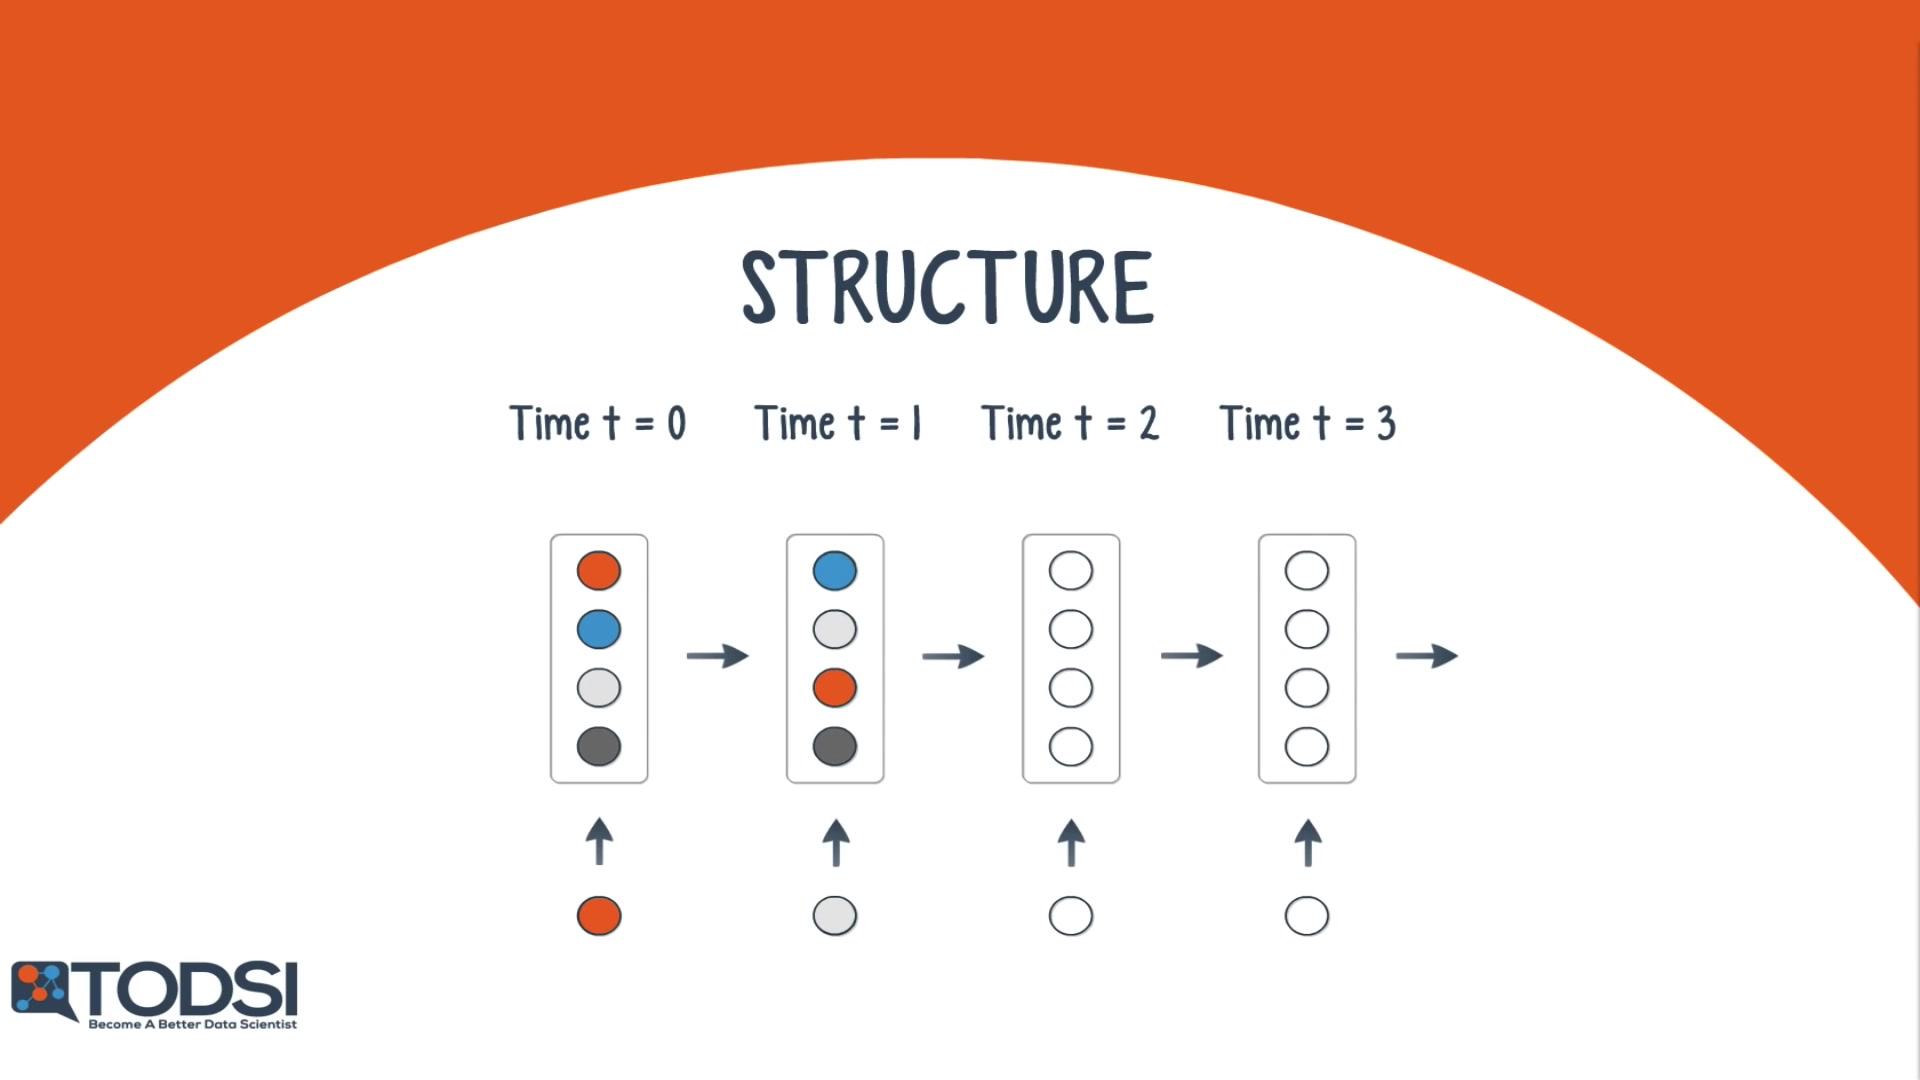 STRUCTURE
Time t = 0 Time t = 1 Time t = 2 Time t = 3
TODSI
Become A Better Data Scientist